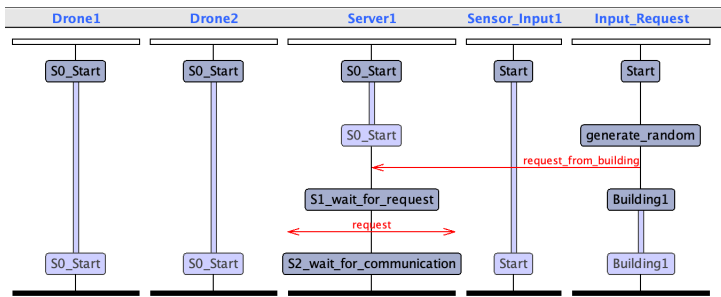 Drone1 Drone2 Server1 Sensor_Input1 Input_Request
S0_Start S0_Start S0_Start Start Start
S0_Start generate_random
request_from_building
S1_wait_for_request Building1
request
S0_Start S0_Start S2_wait_for_communication Start Building1